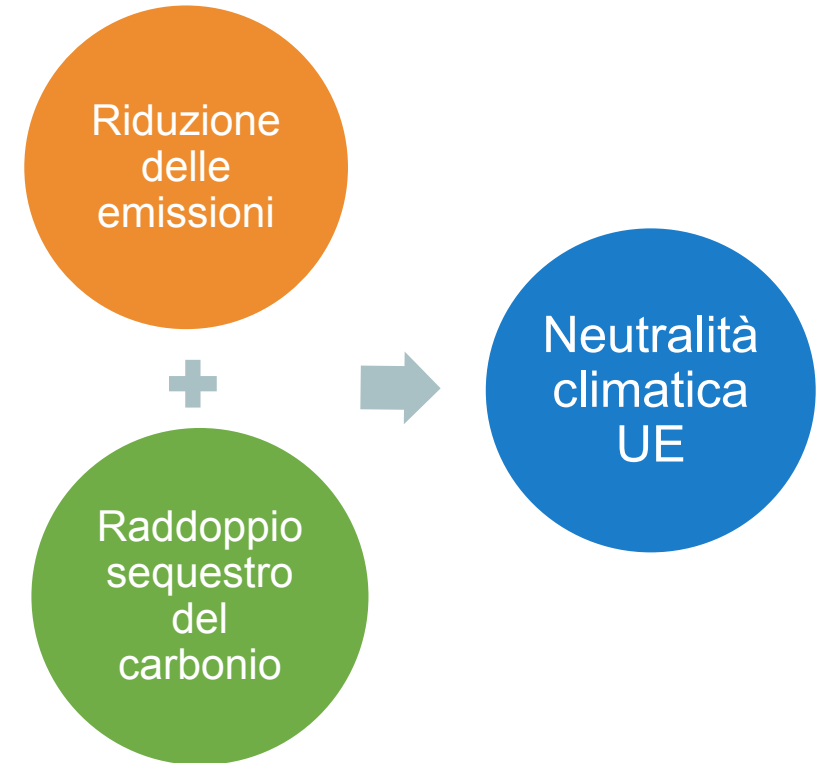 Riduzione
delle
emissioni
Raddoppio
sequestro
del
carbonio
Neutralità
climatica
UE